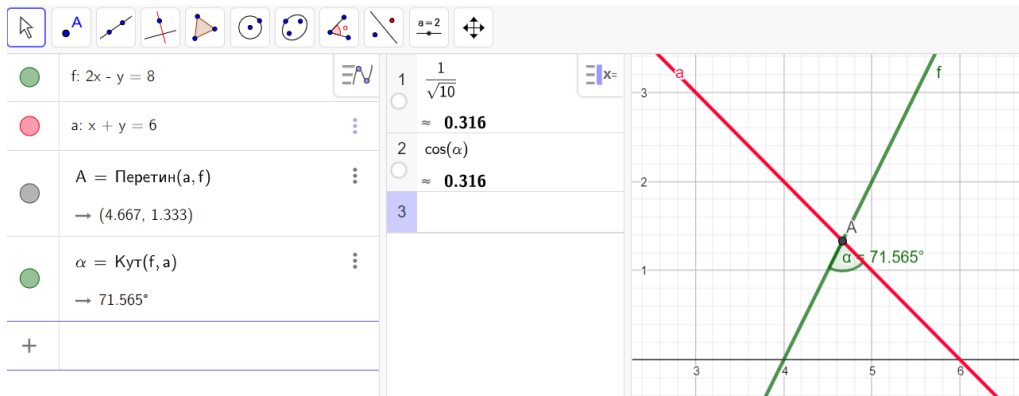 A
α
a=2
f: 2x - y = 8
a: x + y = 6
A = Перетин(a, f)
→ (4.667, 1.333)
α = Кут(f, a)
→ 71.565°
+
x=
1
1
√10
≈ 0.316
2
cos(α)
≈ 0.316
3
a
f
3
2
A
α = 71.565°
1
3
4
5
6